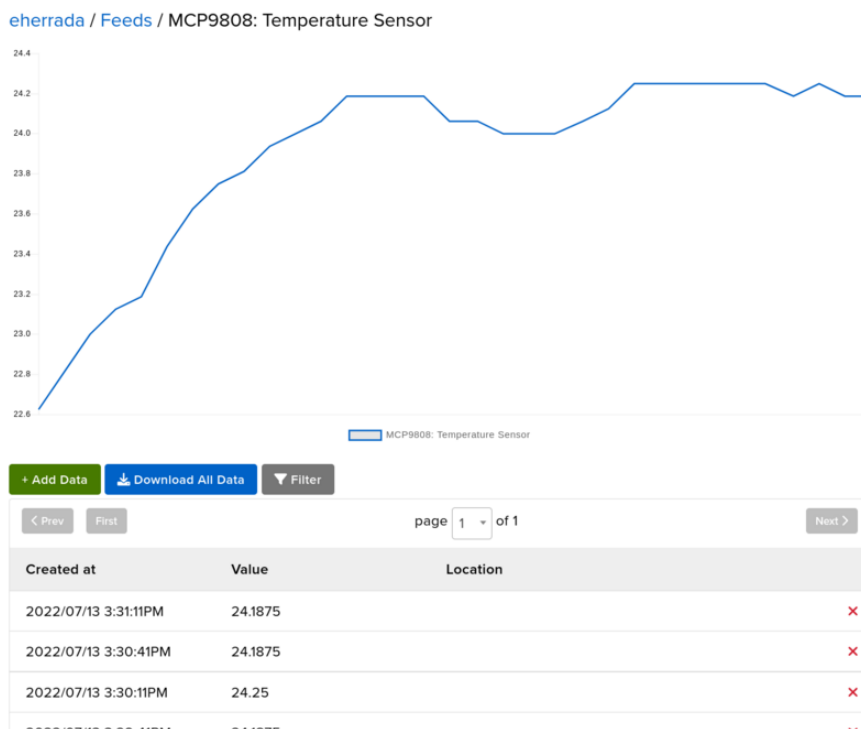 eherrada / Feeds / MCP9808: Temperature Sensor
24.4
24.2
24.0
23.8
23.6
23.4
23.2
23.0
22.8
22.6
MCP9808: Temperature Sensor
+ Add Data Download All Data Filter
Prev First page 1 of 1 Next
Created at Value Location
2022/07/13 3:31:11PM 24.1875
2022/07/13 3:30:41PM 24.1875
2022/07/13 3:30:11PM 24.25